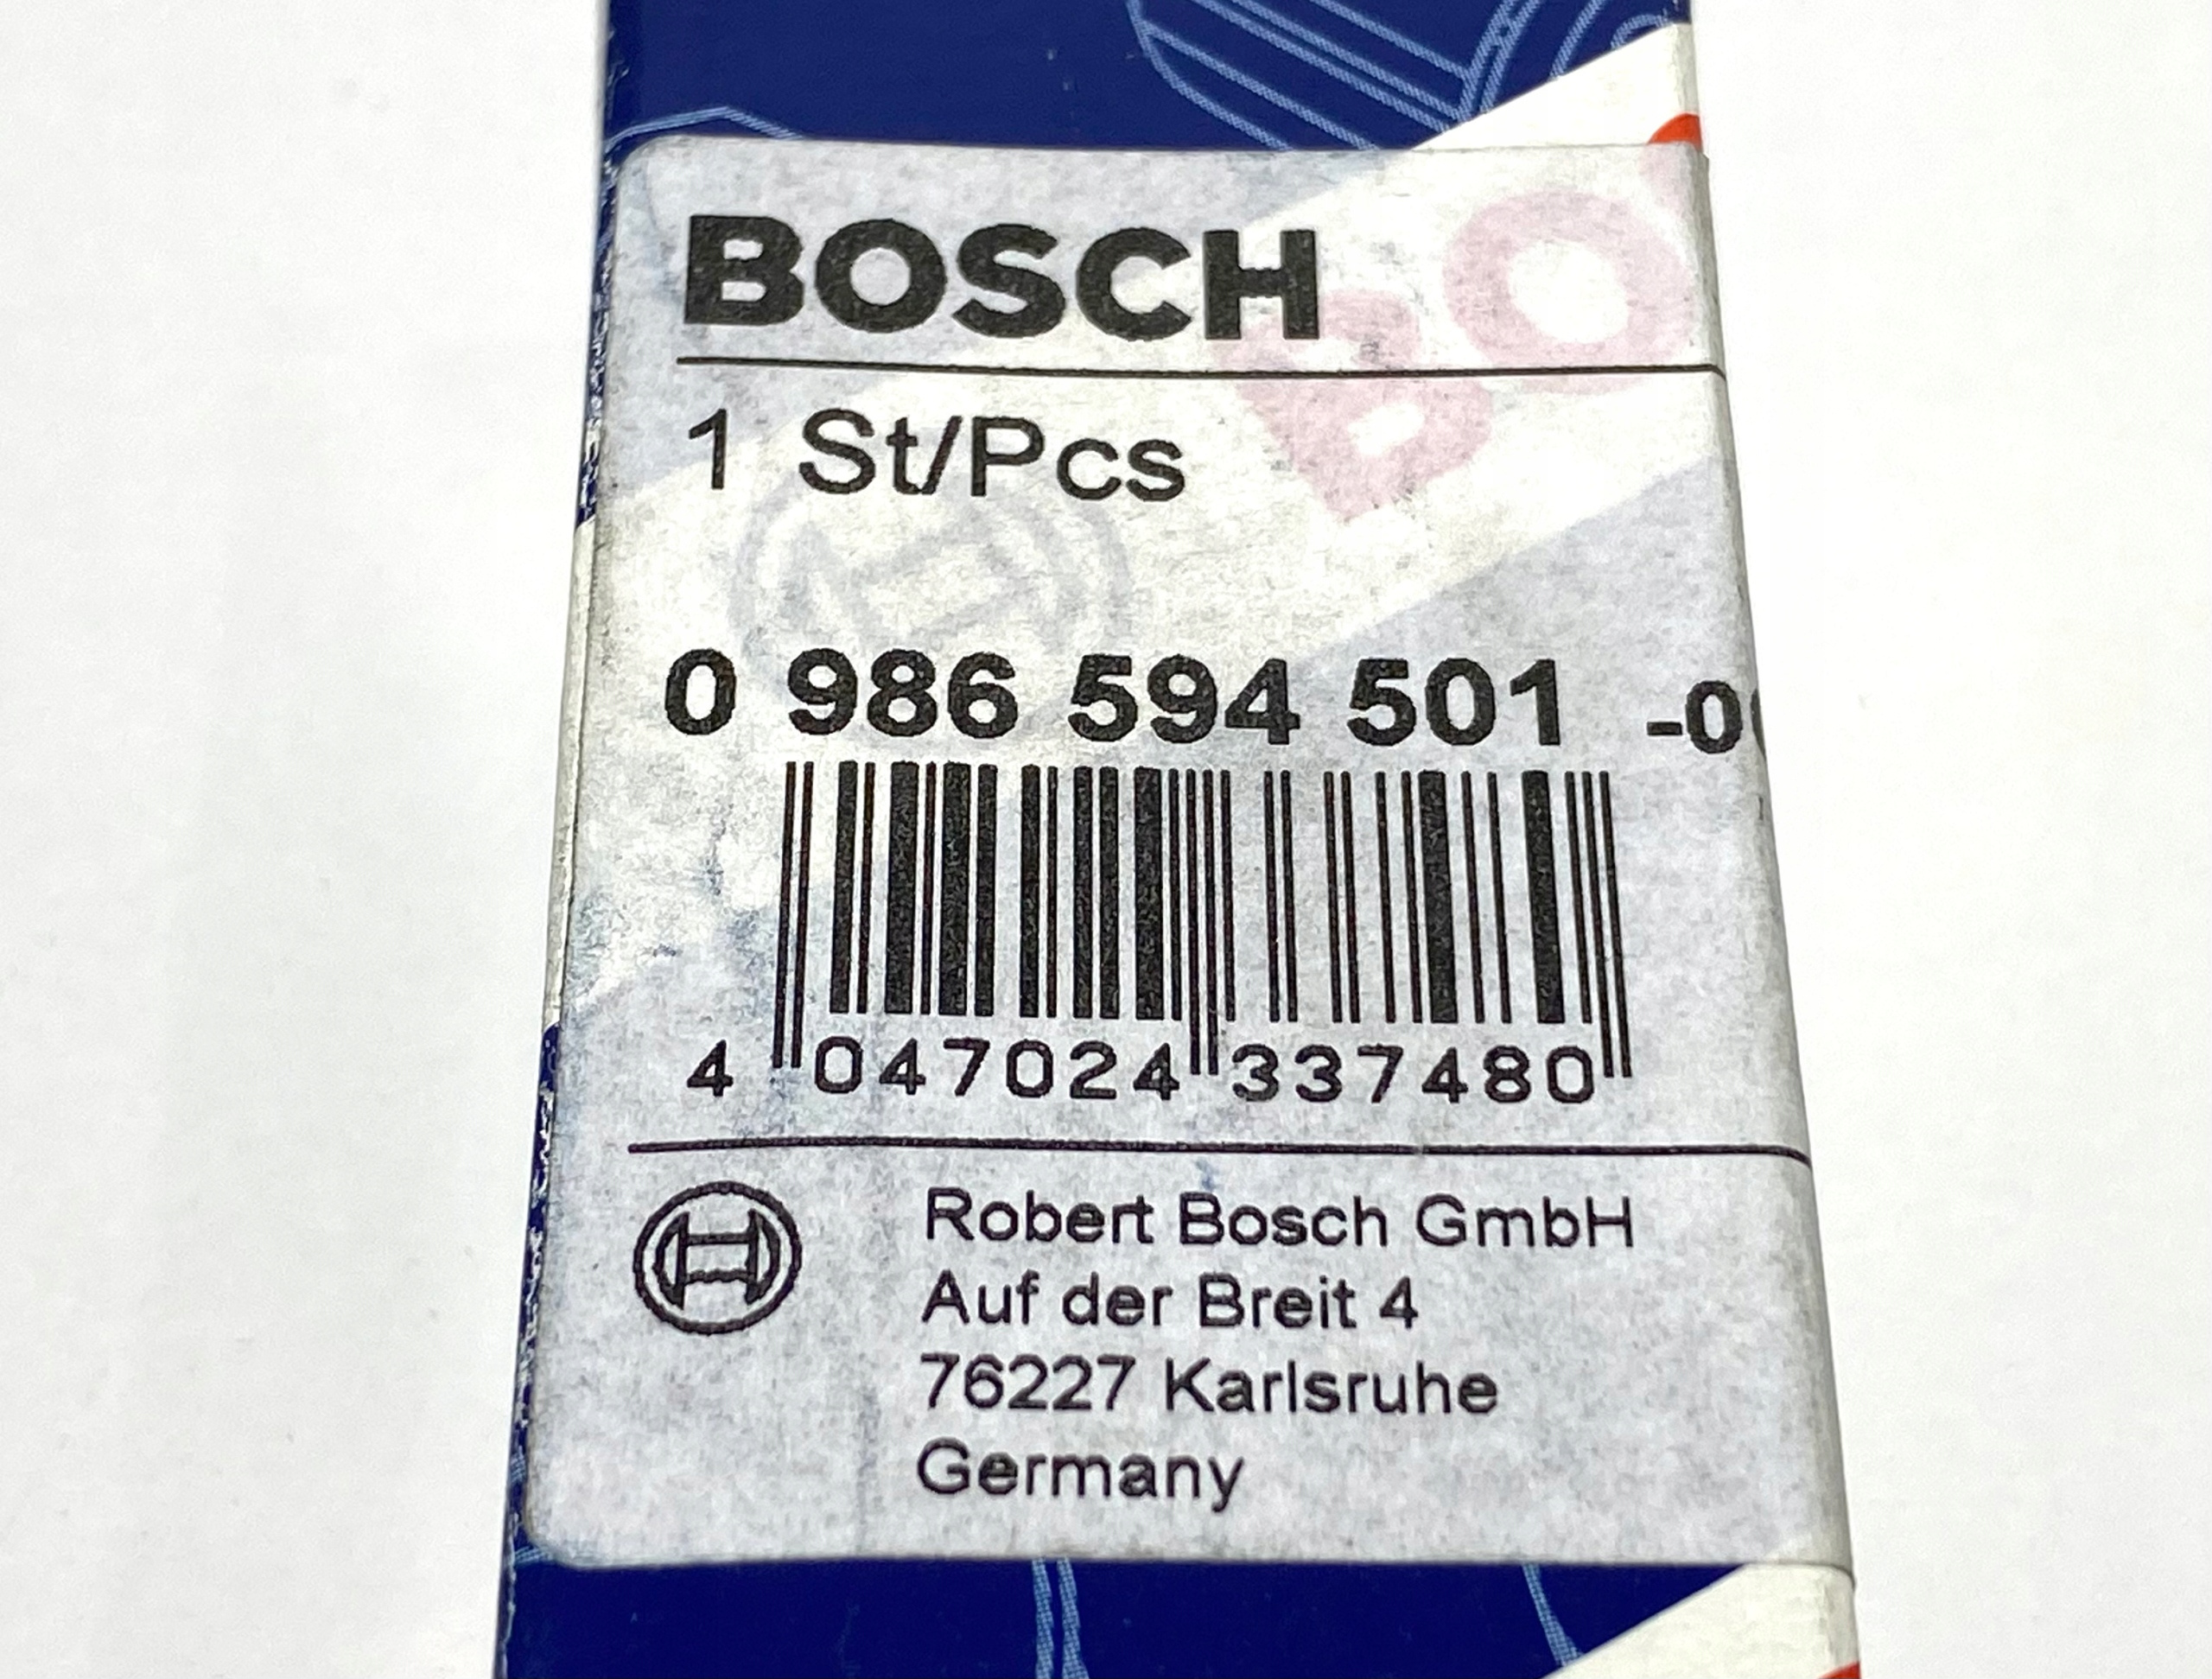 BOSCH
1 St/Pcs
0 986 594 501 -0
4 047024 337480
Robert Bosch GmbH
Auf der Breit 4
76227 Karlsruhe
Germany